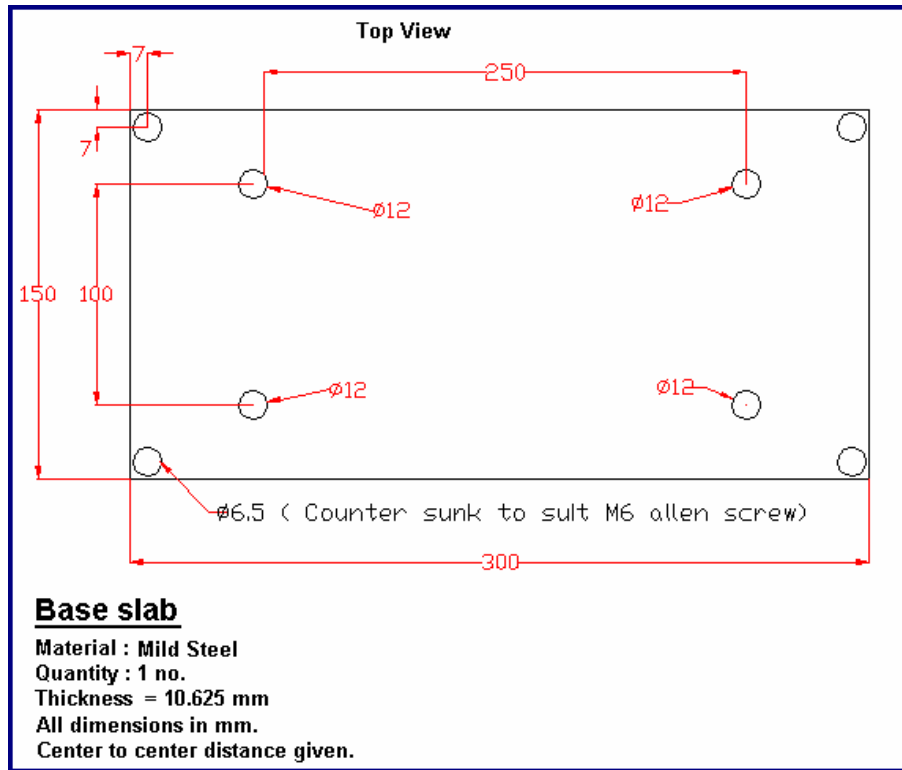 Top View
7
250
7
ø12
ø12
150
100
ø12
ø12
ø6.5 ( Counter sunk to suit M6 allen screw)
300
Base slab
Material : Mild Steel
Quantity : 1 no.
Thickness = 10.625 mm
All dimensions in mm.
Center to center distance given.